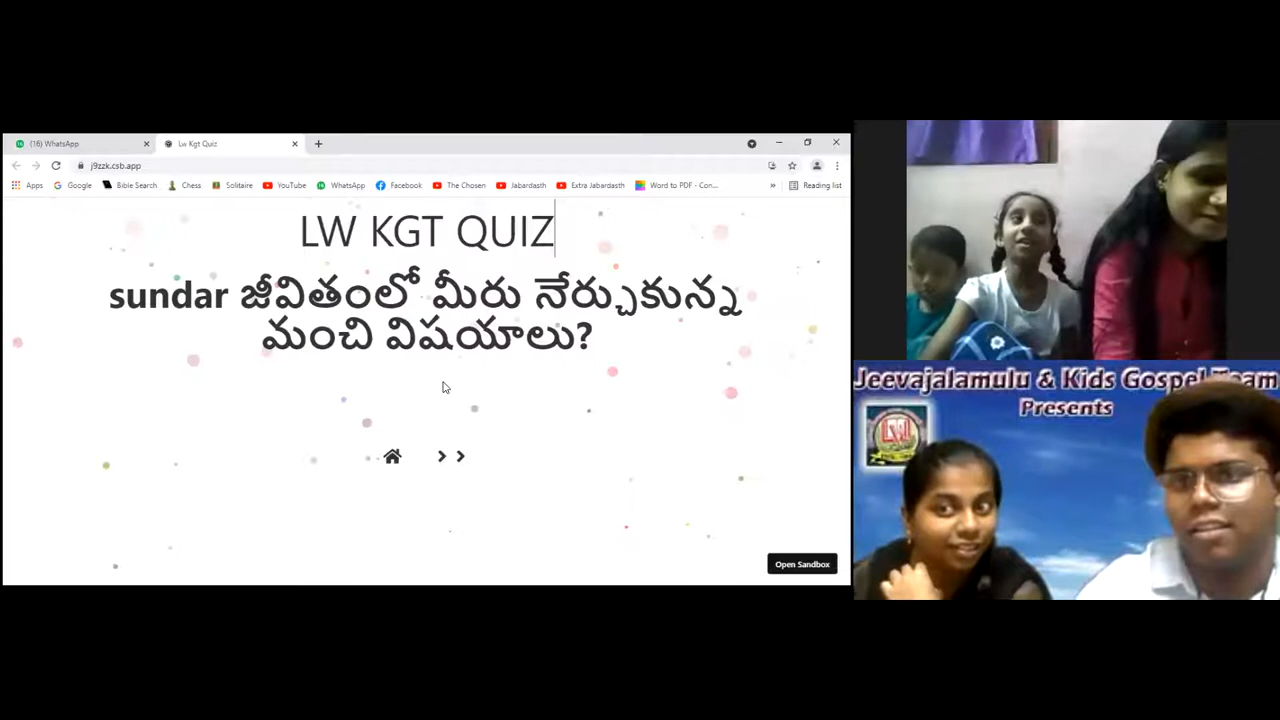 (16) WhatsApp
Lw Kgt Quiz
j9zzk.csb.app
Apps Google Bible Search Chess Solitaire YouTube WhatsApp Facebook The Chosen Jabardasth Extra Jabardasth Word to PDF - Con... » Reading list
LW KGT QUIZ
sundar జీవితంలో మీరు నేర్చుకున్న
మంచి విషయాలు?
Open Sandbox
Jeevajalamulu & Kids Gospel Team
Presents